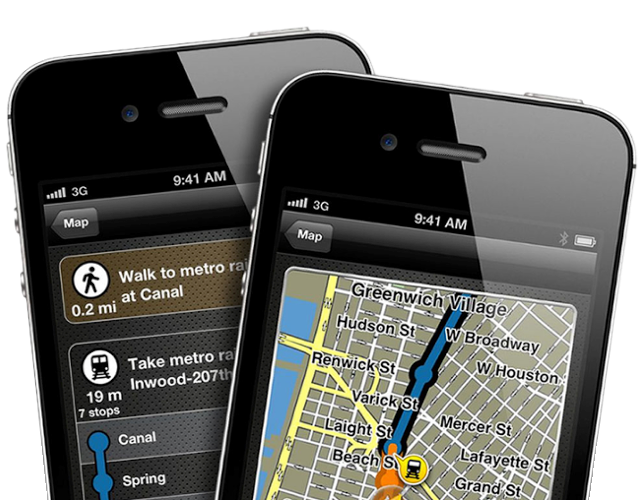 3G 9:41 AM
Map
Walk to metro
at Canal
0.2 mi
Take metro
Inwood-207th
19 m
7 stops
Canal
Spring
3G 9:41 AM
Map
Greenwich Village
Hudson St
W Broadway
Renwick St
W Houston
Varick St
Mercer St
Laight St
Lafayette St
Beach St
Grand St